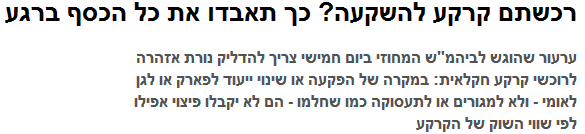 רכשתם קרקע להשקעה? כך תאבדו את כל הכסף ברגע
ערעור שהוגש לביהמ"ש המחוזי ביום חמישי צריך להדליק נורת אזהרה
לרוכשי קרקע חקלאית: במקרה של הפקעה או שינוי ייעוד לפארק או לגן
לאומי - ולא למגורים או לתעסוקה כמו שחלמו - הם לא יקבלו פיצוי אפילו
לפי שווי השוק של הקרקע